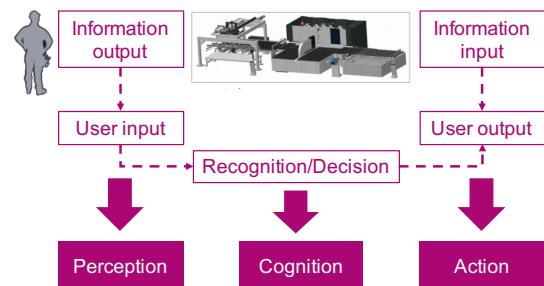 Information
output
Information
input
User input
User output
Recognition/Decision
Perception
Cognition
Action